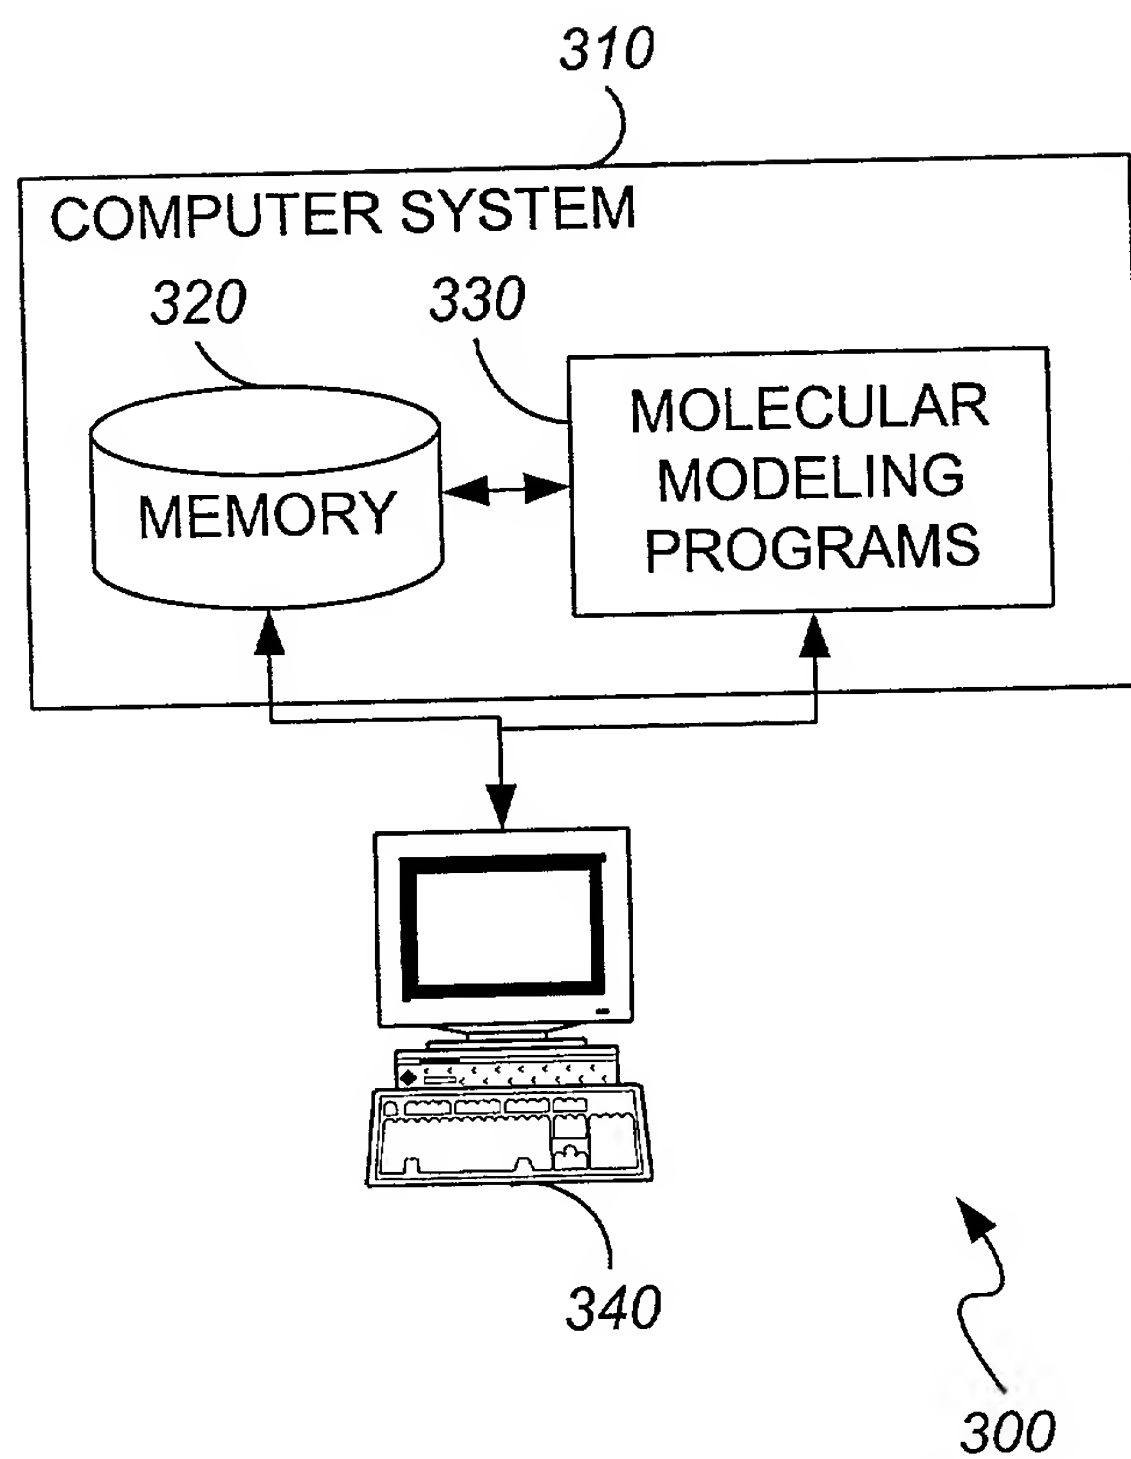 310
COMPUTER SYSTEM
320
330
MEMORY
MOLECULAR
MODELING
PROGRAMS
340
300